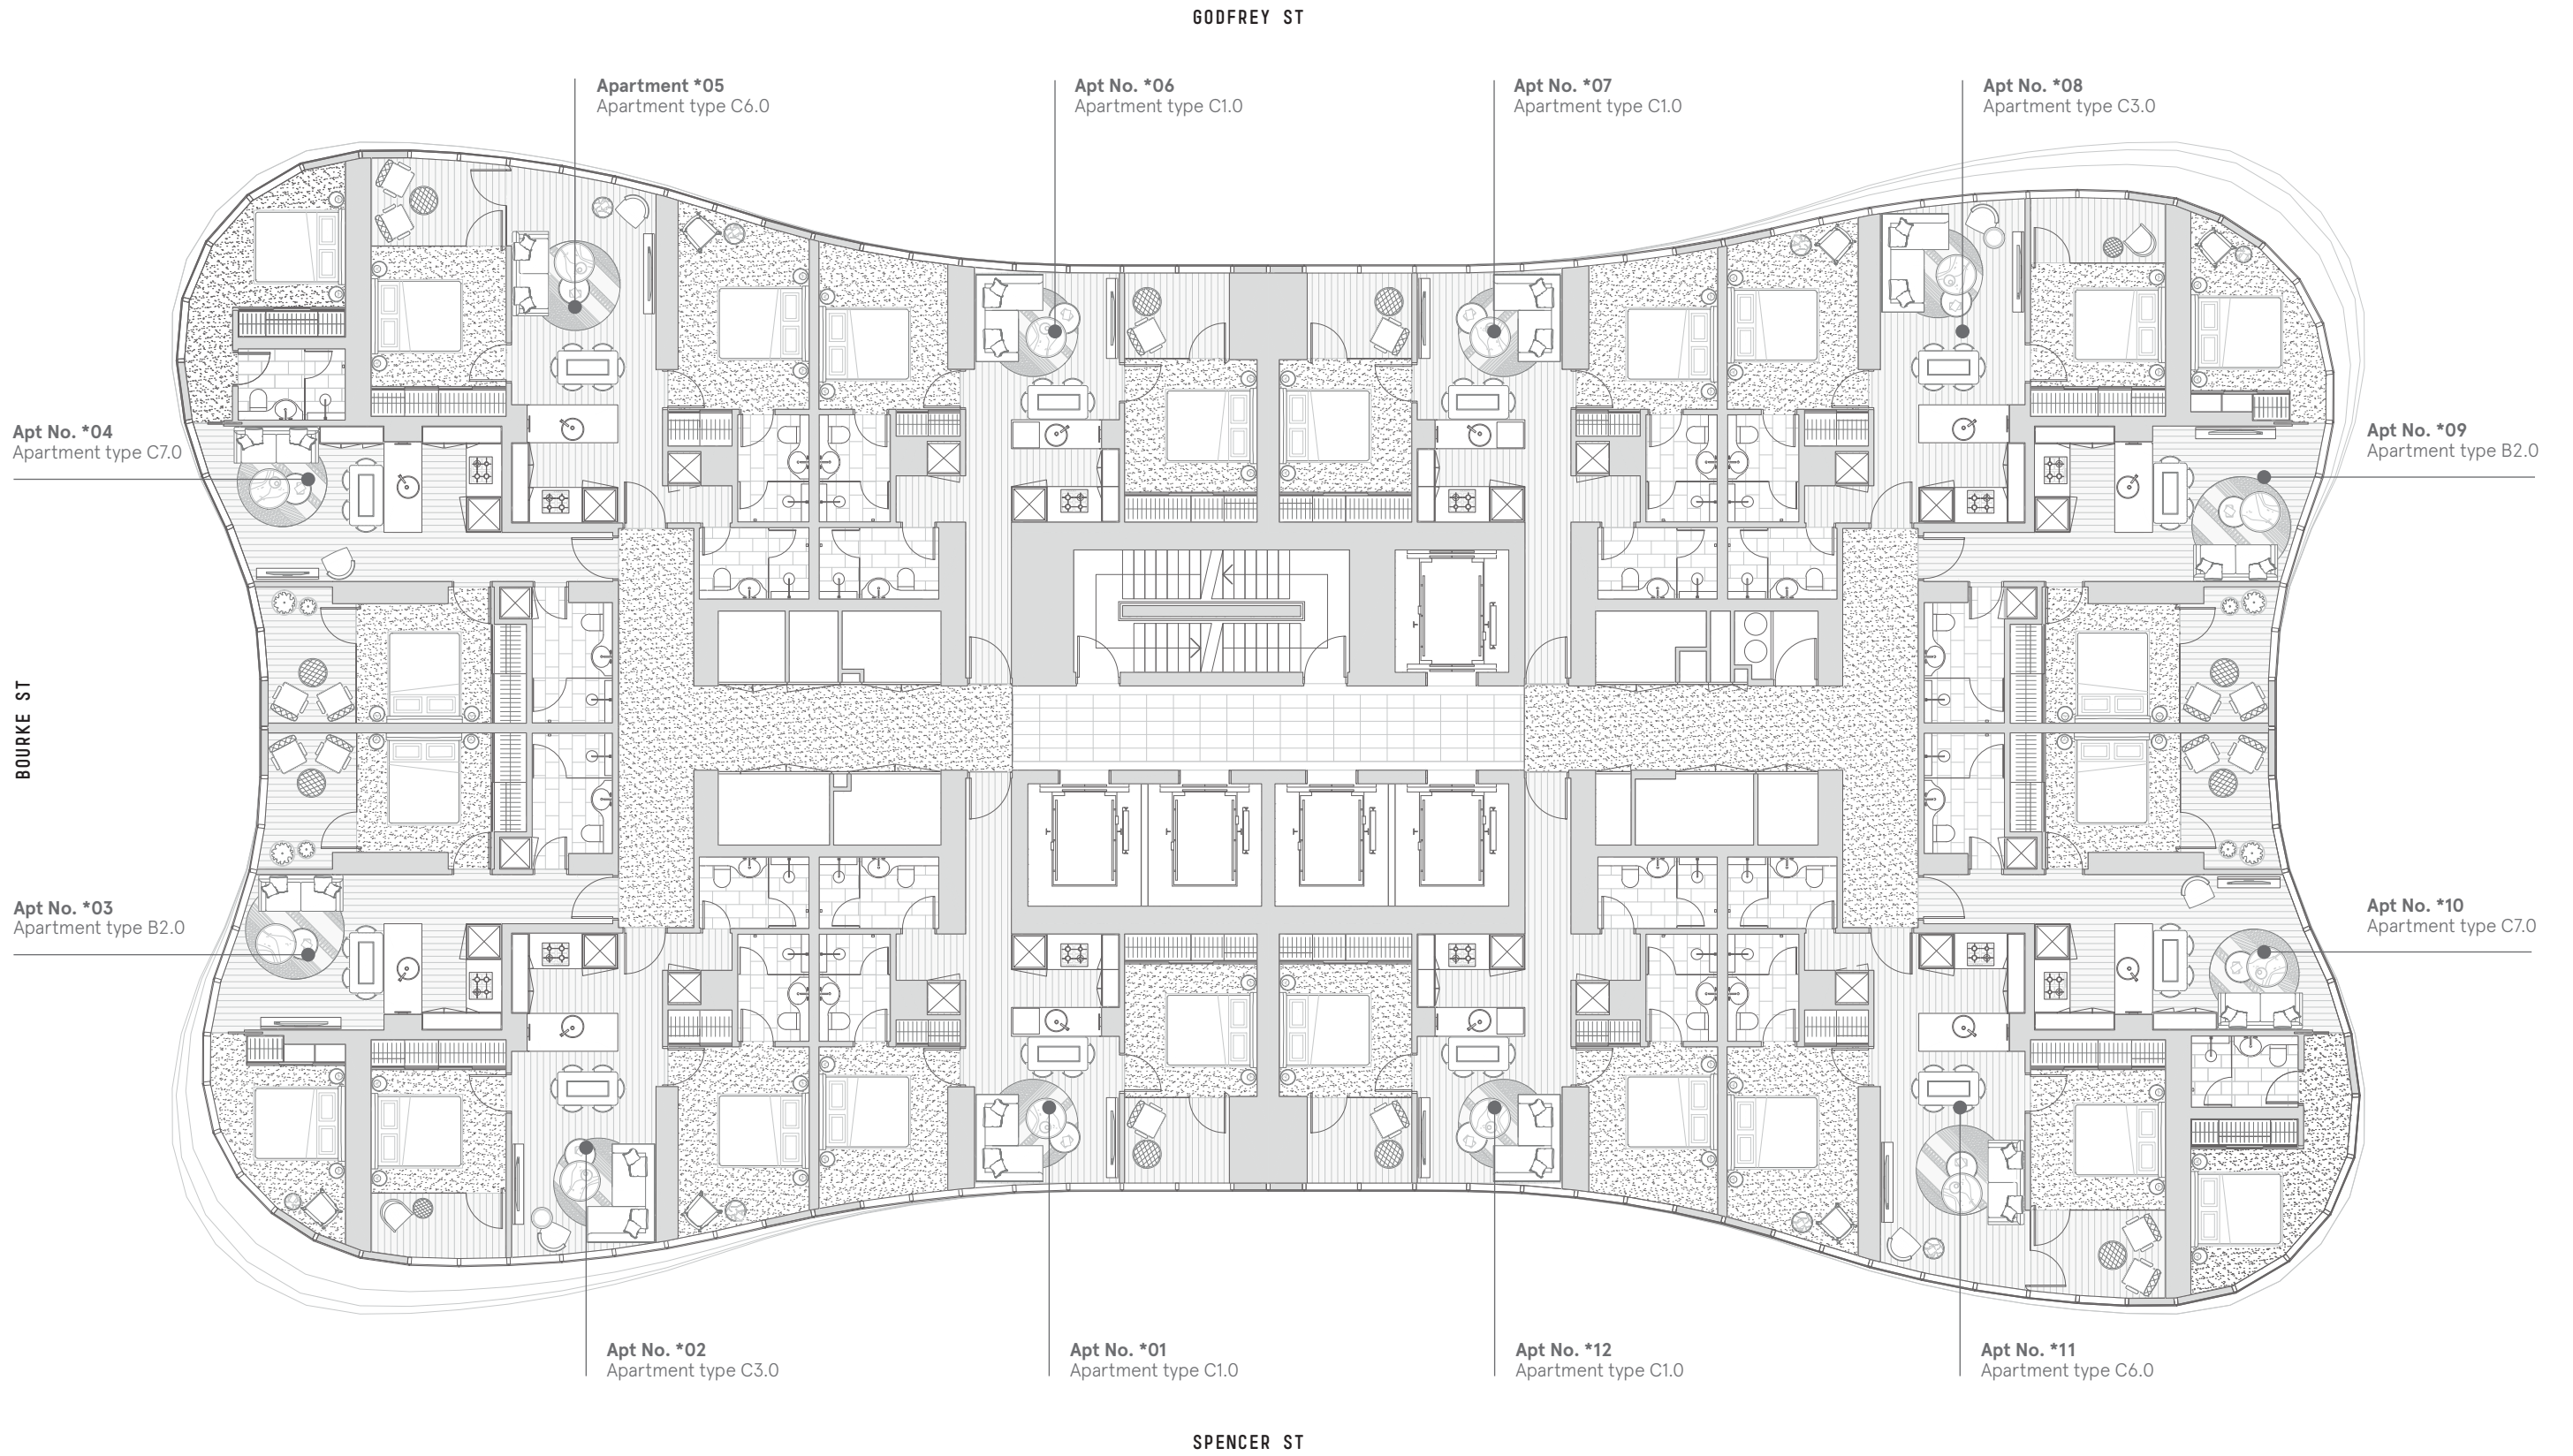 GODFREY ST
Apartment *05
Apartment type C6.0
Apt No. *06
Apartment type C1.0
Apt No. *07
Apartment type C1.0
Apt No. *08
Apartment type C3.0
Apt No. *04
Apartment type C7.0
Apt No. *09
Apartment type B2.0
BOURKE ST
Apt No. *03
Apartment type B2.0
Apt No. *10
Apartment type C7.0
Apt No. *02
Apartment type C3.0
Apt No. *01
Apartment type C1.0
Apt No. *12
Apartment type C1.0
Apt No. *11
Apartment type C6.0
SPENCER ST